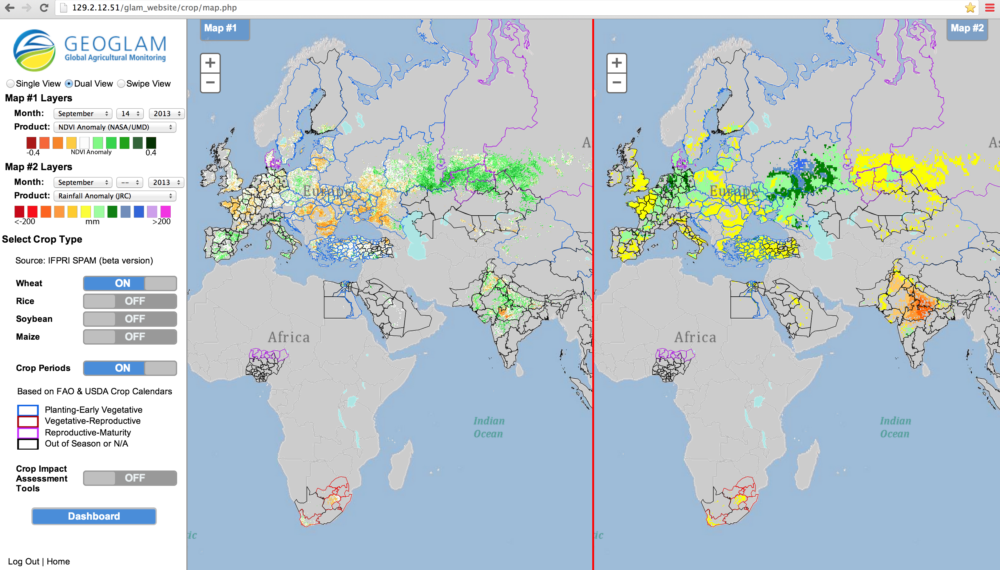 129.2.12.51/glam_website/crop/map.php
GEOGLAM
Global Agricultural Monitoring
Single View Dual View Swipe View
Map #1 Layers
Month: September 14 2013
Product: NDVI Anomaly (NASA/UMD)
-0.4 NDVI Anomaly 0.4
Map #2 Layers
Month: September -- 2013
Product: Rainfall Anomaly (JRC)
<-200 mm >200
Select Crop Type
Source: IFPRI SPAM (beta version)
Wheat ON
Rice OFF
Soybean OFF
Maize OFF
Crop Periods ON
Based on FAO & USDA Crop Calendars
Planting-Early Vegetative
Vegetative-Reproductive
Reproductive-Maturity
Out of Season or N/A
Crop Impact
Assessment OFF
Tools
Dashboard
Log Out | Home
Map #1
+
−
A
Europe
Africa
Indian
Ocean
ic
Map #2
+
−
As
Europe
Africa
Indian
Ocean
ic